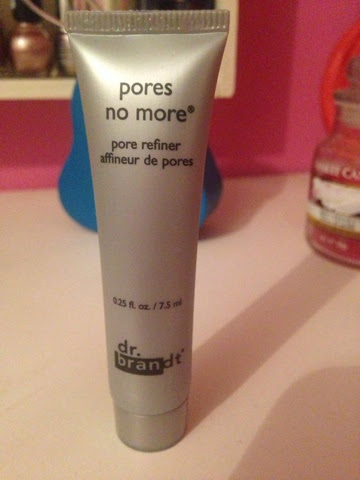 pores
no more®
pore refiner
affineur de pores
0.25 fl. oz. / 7.5 ml
dr.
brandt®